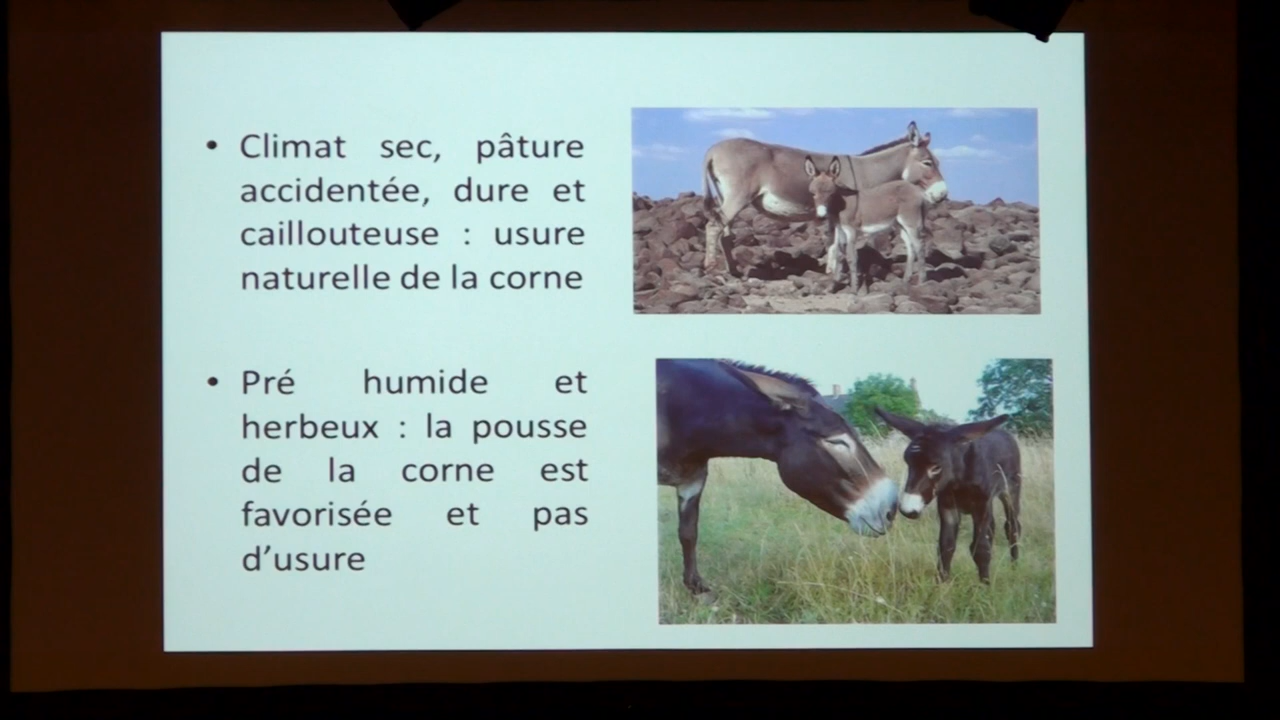 • Climat sec, pâture
accidentée, dure et
caillouteuse : usure
naturelle de la corne
• Pré humide et
herbeux : la pousse
de la corne est
favorisée et pas
d’usure